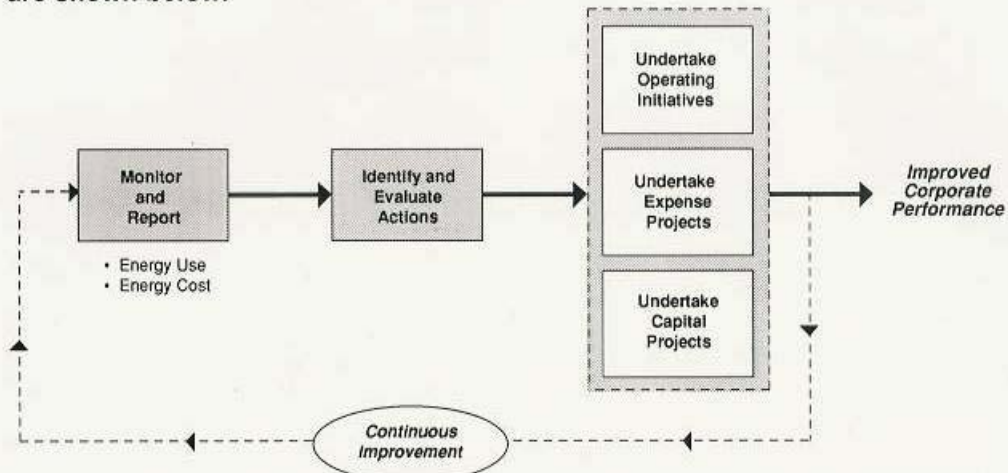 are shown below:
Undertake
Operating
Initiatives
Monitor
and
Report
Identify and
Evaluate
Actions
Undertake
Expense
Projects
Improved
Corporate
Performance
• Energy Use
• Energy Cost
Undertake
Capital
Projects
Continuous
Improvement